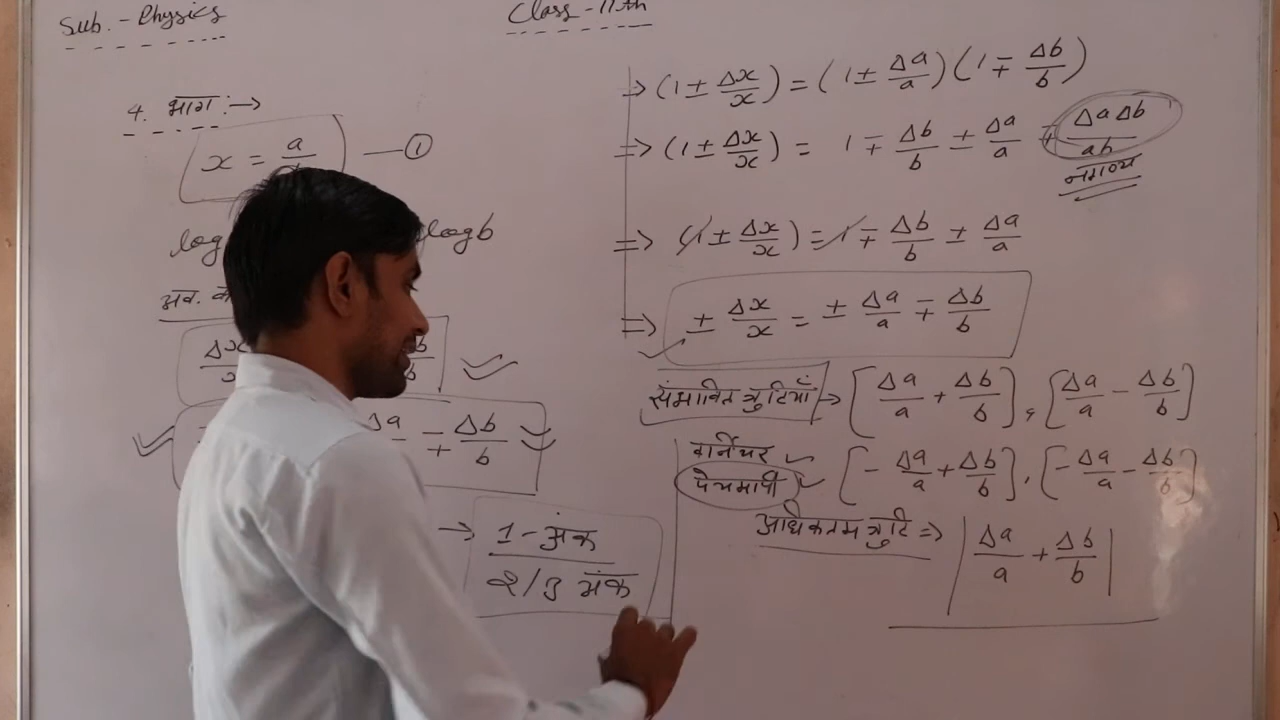 Sub. - Physics
Class - 11th
4. भाग :→
x = a
— ①
log
logb
अव.
Δx
b
Δa/a ∓ Δb/b
→ 1 - अंक
2/3 अंक
⇒ (1 ± Δx/x) = (1 ± Δa/a) (1 ∓ Δb/b)
⇒ (1 ± Δx/x) = 1 ∓ Δb/b ± Δa/a ∓ ΔaΔb/ab
नगण्य
⇒ (1 ± Δx/x) = 1 ∓ Δb/b ± Δa/a
⇒ ± Δx/x = ± Δa/a ∓ Δb/b
संभावित त्रुटियां → [Δa/a + Δb/b], [Δa/a - Δb/b]
वर्नियर
पेचमापी
[-Δa/a + Δb/b], [-Δa/a - Δb/b]
अधिकतम त्रुटि ⇒ |Δa/a + Δb/b|